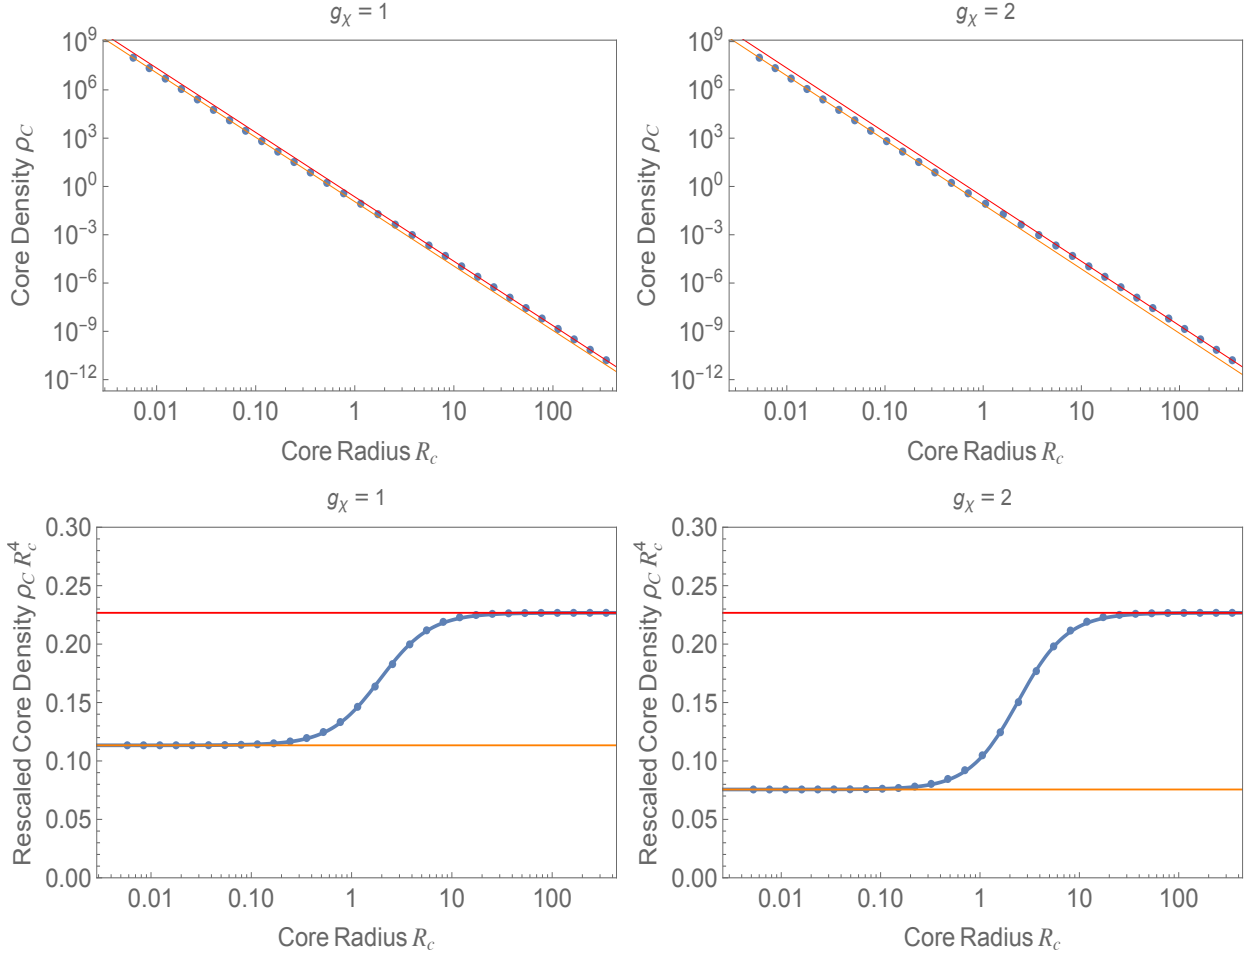 g_χ = 1
10^9
10^6
10^3
10^0
10^-3
10^-6
10^-9
10^-12
Core Density ρ_C
0.01 0.10 1 10 100
Core Radius R_c
g_χ = 2
10^9
10^6
10^3
10^0
10^-3
10^-6
10^-9
10^-12
Core Density ρ_C
0.01 0.10 1 10 100
Core Radius R_c
g_χ = 1
0.30
0.25
0.20
0.15
0.10
0.05
0.00
Rescaled Core Density ρ_C R_c^4
0.01 0.10 1 10 100
Core Radius R_c
g_χ = 2
0.30
0.25
0.20
0.15
0.10
0.05
0.00
Rescaled Core Density ρ_C R_c^4
0.01 0.10 1 10 100
Core Radius R_c